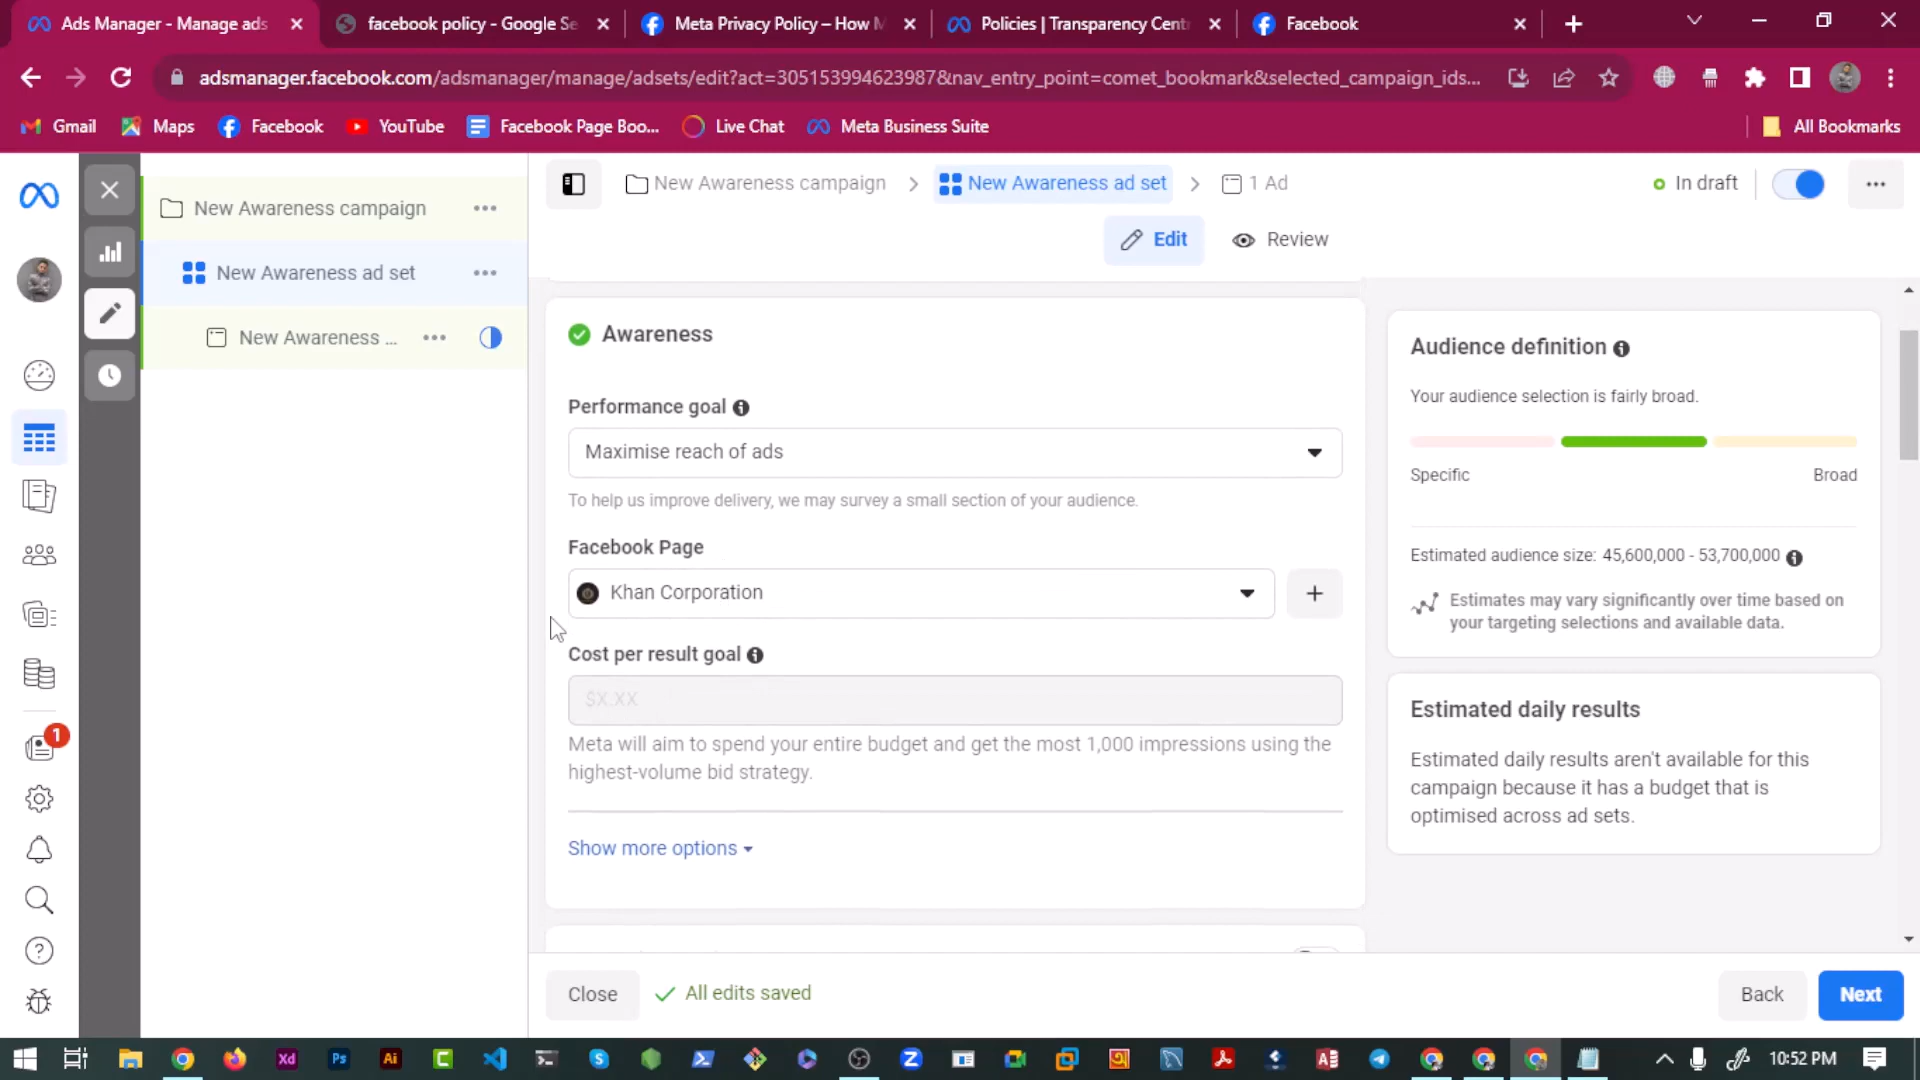 Ads Manager - Manage ads
facebook policy - Google Se
Meta Privacy Policy – How M
Policies | Transparency Cent
Facebook
adsmanager.facebook.com/adsmanager/manage/adsets/edit?act=305153994623987&nav_entry_point=comet_bookmark&selected_campaign_ids...
Gmail
Maps
Facebook
YouTube
Facebook Page Boo...
Live Chat
Meta Business Suite
All Bookmarks
New Awareness campaign
New Awareness ad set
New Awareness ...
New Awareness campaign
New Awareness ad set
1 Ad
In draft
Edit
Review
Awareness
Performance goal
Maximise reach of ads
To help us improve delivery, we may survey a small section of your audience.
Facebook Page
Khan Corporation
Cost per result goal
$X.XX
Meta will aim to spend your entire budget and get the most 1,000 impressions using the
highest-volume bid strategy.
Show more options
Audience definition
Your audience selection is fairly broad.
Specific
Broad
Estimated audience size: 45,600,000 - 53,700,000
Estimates may vary significantly over time based on
your targeting selections and available data.
Estimated daily results
Estimated daily results aren't available for this
campaign because it has a budget that is
optimised across ad sets.
1
Close
All edits saved
Back
Next
Xd
Ps
Ai
10:52 PM